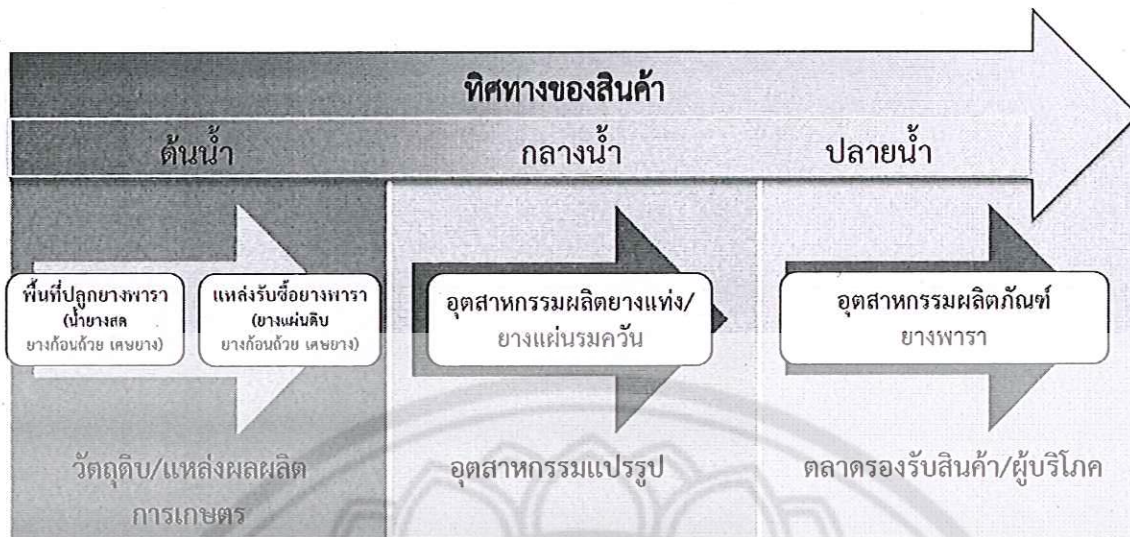 ทิศทางของสินค้า
ต้นน้ำ
กลางน้ำ
ปลายน้ำ
พื้นที่ปลูกยางพารา
(น้ำยางสด
ยางก้อนถ้วย เศษยาง)
แหล่งรับซื้อยางพารา
(ยางแผ่นดิบ
ยางก้อนถ้วย เศษยาง)
อุตสาหกรรมผลิตยางแท่ง/
ยางแผ่นรมควัน
อุตสาหกรรมผลิตภัณฑ์
ยางพารา
วัตถุดิบ/แหล่งผลผลิต
การเกษตร
อุตสาหกรรมแปรรูป
ตลาดรองรับสินค้า/ผู้บริโภค